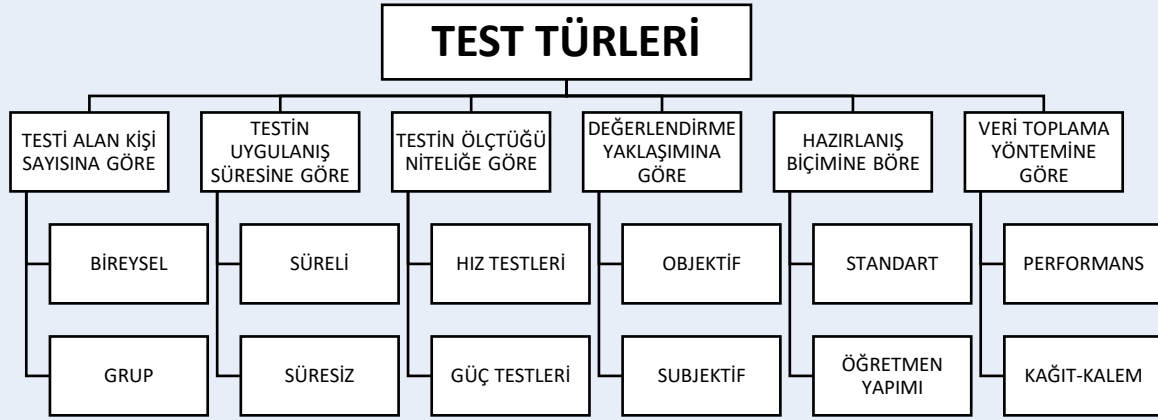 TEST TÜRLERİ
TESTİ ALAN KİŞİ
SAYISINA GÖRE
BİREYSEL
GRUP
TESTİN
UYGULANIŞ
SÜRESİNE GÖRE
SÜRELİ
SÜRESİZ
TESTİN ÖLÇTÜĞÜ
NİTELİĞE GÖRE
HIZ TESTLERİ
GÜÇ TESTLERİ
DEĞERLENDİRME
YAKLAŞIMINA
GÖRE
OBJEKTİF
SUBJEKTİF
HAZIRLANIŞ
BİÇİMİNE BÖRE
STANDART
ÖĞRETMEN
YAPIMI
VERİ TOPLAMA
YÖNTEMİNE
GÖRE
PERFORMANS
KAĞIT-KALEM